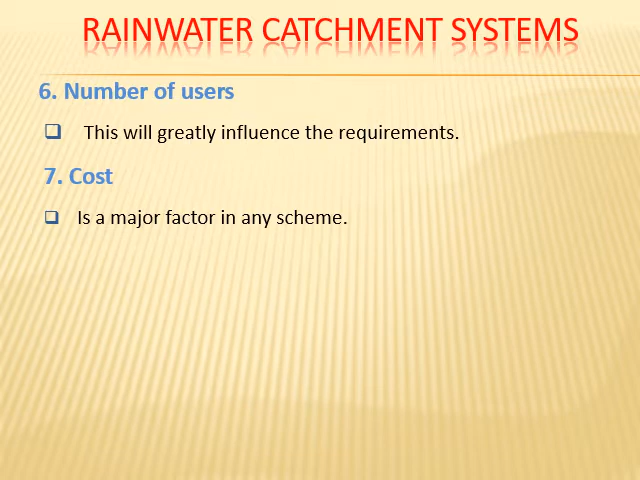 RAINWATER CATCHMENT SYSTEMS
6. Number of users
❑ This will greatly influence the requirements.
7. Cost
❑ Is a major factor in any scheme.